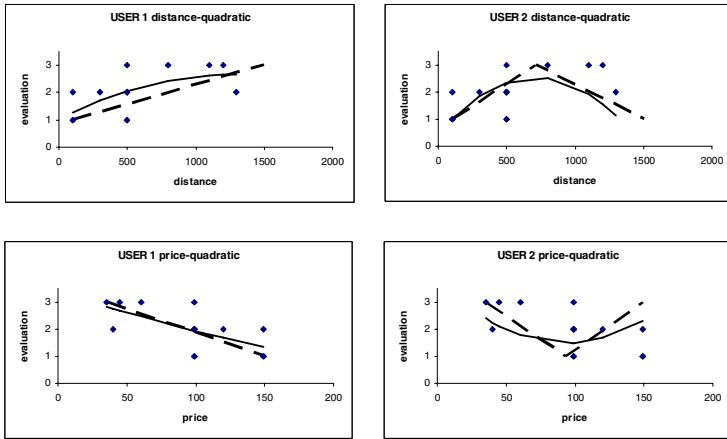 USER 1 distance-quadratic
evaluation
3
2
1
0
0 500 1000 1500 2000
distance
USER 2 distance-quadratic
evaluation
3
2
1
0
0 500 1000 1500 2000
distance
USER 1 price-quadratic
evaluation
3
2
1
0
0 50 100 150 200
price
USER 2 price-quadratic
evaluation
3
2
1
0
0 50 100 150 200
price